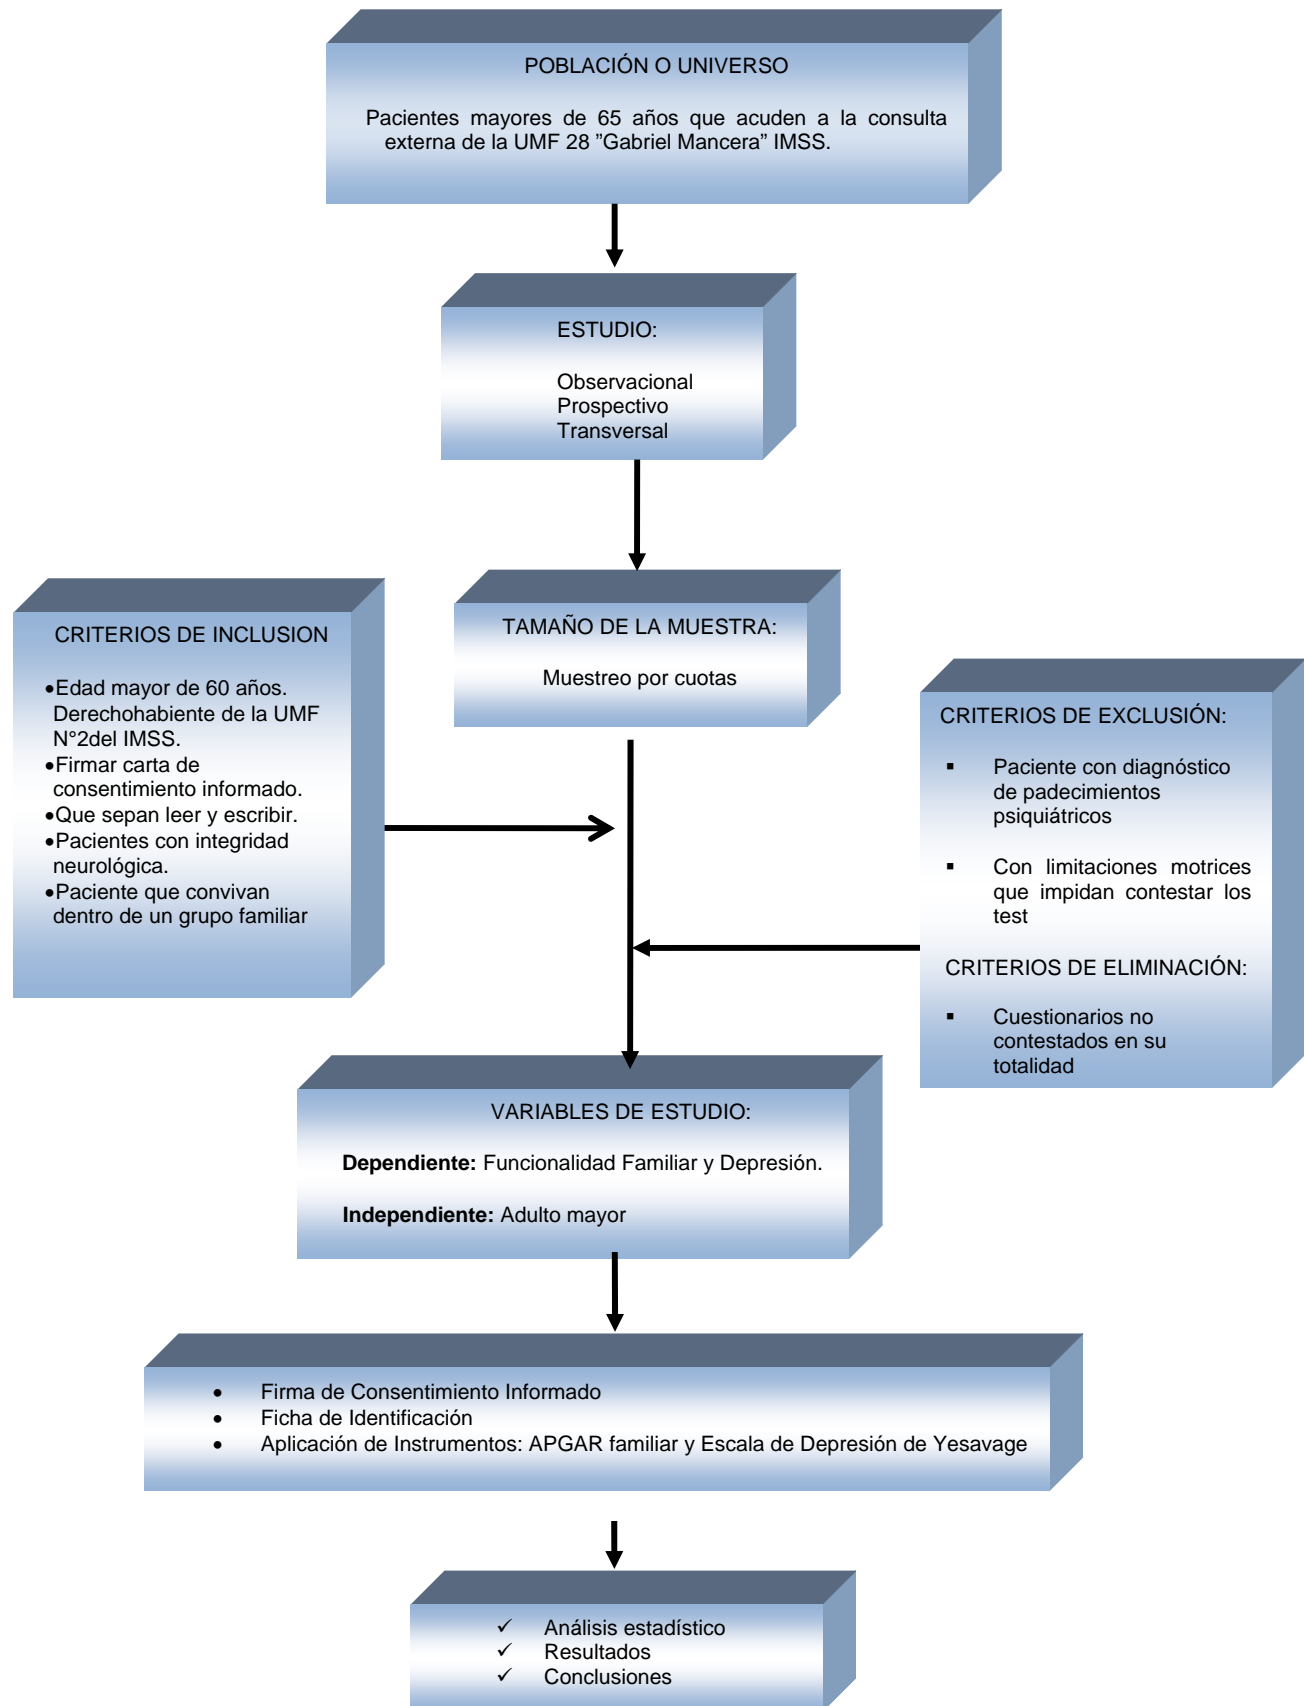 POBLACIÓN O UNIVERSO
Pacientes mayores de 65 años que acuden a la consulta
externa de la UMF 28 ”Gabriel Mancera” IMSS.
ESTUDIO:
Observacional
Prospectivo
Transversal
TAMAÑO DE LA MUESTRA:
Muestreo por cuotas
CRITERIOS DE INCLUSION
•Edad mayor de 60 años.
Derechohabiente de la UMF
N°2del IMSS.
•Firmar carta de
consentimiento informado.
•Que sepan leer y escribir.
•Pacientes con integridad
neurológica.
•Paciente que convivan
dentro de un grupo familiar
CRITERIOS DE EXCLUSIÓN:
▪ Paciente con diagnóstico
de padecimientos
psiquiátricos
▪ Con limitaciones motrices
que impidan contestar los
test
CRITERIOS DE ELIMINACIÓN:
▪ Cuestionarios no
contestados en su
totalidad
VARIABLES DE ESTUDIO:
Dependiente: Funcionalidad Familiar y Depresión.
Independiente: Adulto mayor
• Firma de Consentimiento Informado
• Ficha de Identificación
• Aplicación de Instrumentos: APGAR familiar y Escala de Depresión de Yesavage
✓ Análisis estadístico
✓ Resultados
✓ Conclusiones